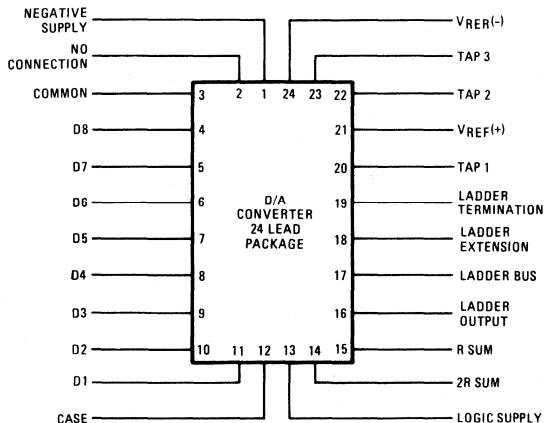 NEGATIVE
SUPPLY
VRER(-)
NO
CONNECTION
TAP 3
2 1 24 23
COMMON 3
22 TAP 2
D8 4
21 VREF(+)
D7 5
20 TAP 1
D6 6
D/A
CONVERTER
24 LEAD
PACKAGE
19 LADDER
TERMINATION
D5 7
18 LADDER
EXTENSION
D4 8
17 LADDER BUS
D3 9
16 LADDER
OUTPUT
D2 10
11 12 13 14
15 R SUM
D1
2R SUM
CASE
LOGIC SUPPLY